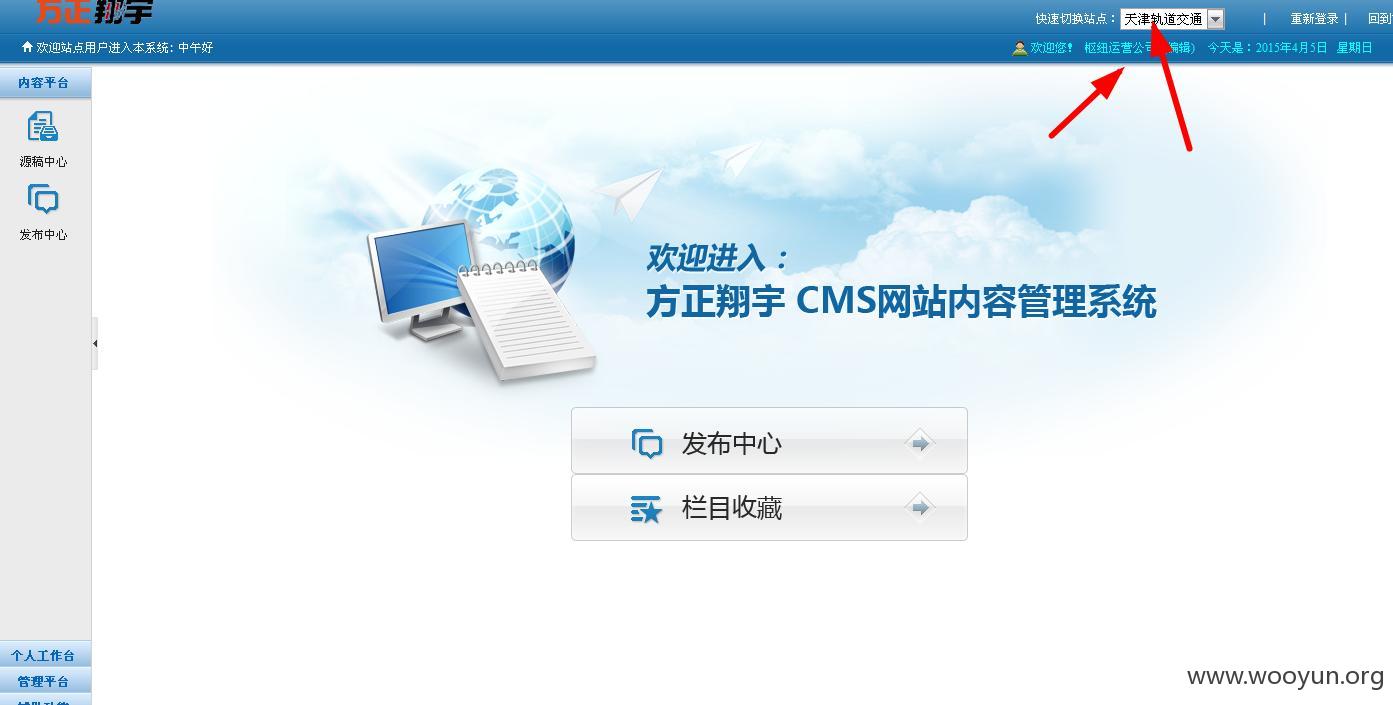 方正翔宇
快速切换站点： 天津轨道交通 | 重新登录 | 回到
欢迎站点用户进入本系统: 中午好
欢迎您! 枢纽运营公司 编辑) 今天是：2015年4月5日 星期日
内容平台
源稿中心
发布中心
欢迎进入：
方正翔宇 CMS网站内容管理系统
发布中心
栏目收藏
个人工作台
管理平台
www.wooyun.org